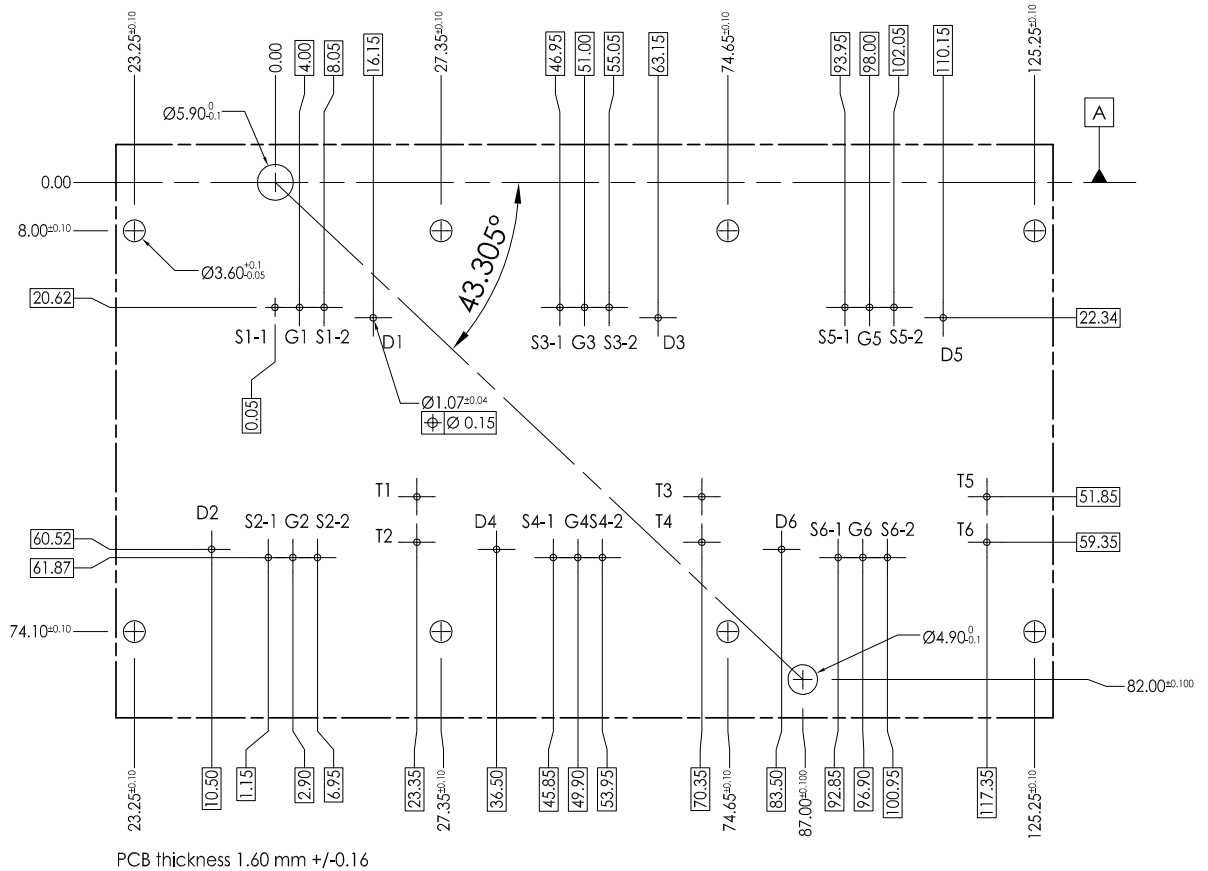 23.25±0.10
0.00
4.00
8.05
16.15
27.35±0.10
46.95
51.00
55.05
63.15
74.65±0.10
93.95
98.00
102.05
110.15
125.25±0.10
Ø5.90 0 -0.1
A
0.00
8.00±0.10
Ø3.60 +0.1 -0.05
43.305°
20.62
S1-1 G1 S1-2
D1
S3-1 G3 S3-2
D3
S5-1 G5 S5-2
D5
22.34
0.05
Ø1.07±0.04
⌖ Ø 0.15
T1
T3
T5
51.85
D2
S2-1 G2 S2-2
T2
D4
S4-1 G4 S4-2
T4
D6
S6-1 G6 S6-2
T6
60.52
59.35
61.87
74.10±0.10
Ø4.90 0 -0.1
82.00±0.100
23.25±0.10
10.50
1.15
2.90
6.95
23.35
27.35±0.10
36.50
45.85
49.90
53.95
70.35
74.65±0.10
83.50
87.00±0.100
92.85
96.90
100.95
117.35
125.25±0.10
PCB thickness 1.60 mm +/-0.16